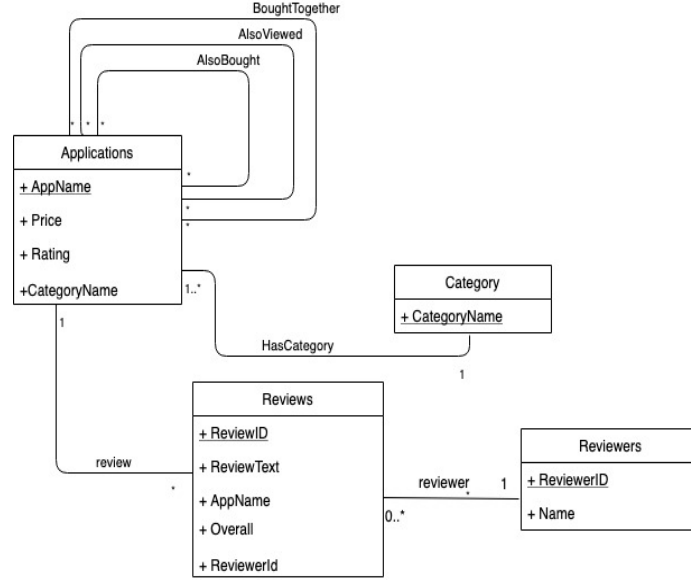 BoughtTogether
AlsoViewed
AlsoBought
* * *
Applications
*
+ AppName
*
+ Price
*
+ Rating
+CategoryName
1..*
Category
1
+ CategoryName
HasCategory
1
Reviews
+ ReviewID
Reviewers
review
+ ReviewText
reviewer
1
+ ReviewerID
*
*
+ AppName
0..*
+ Name
+ Overall
+ ReviewerId